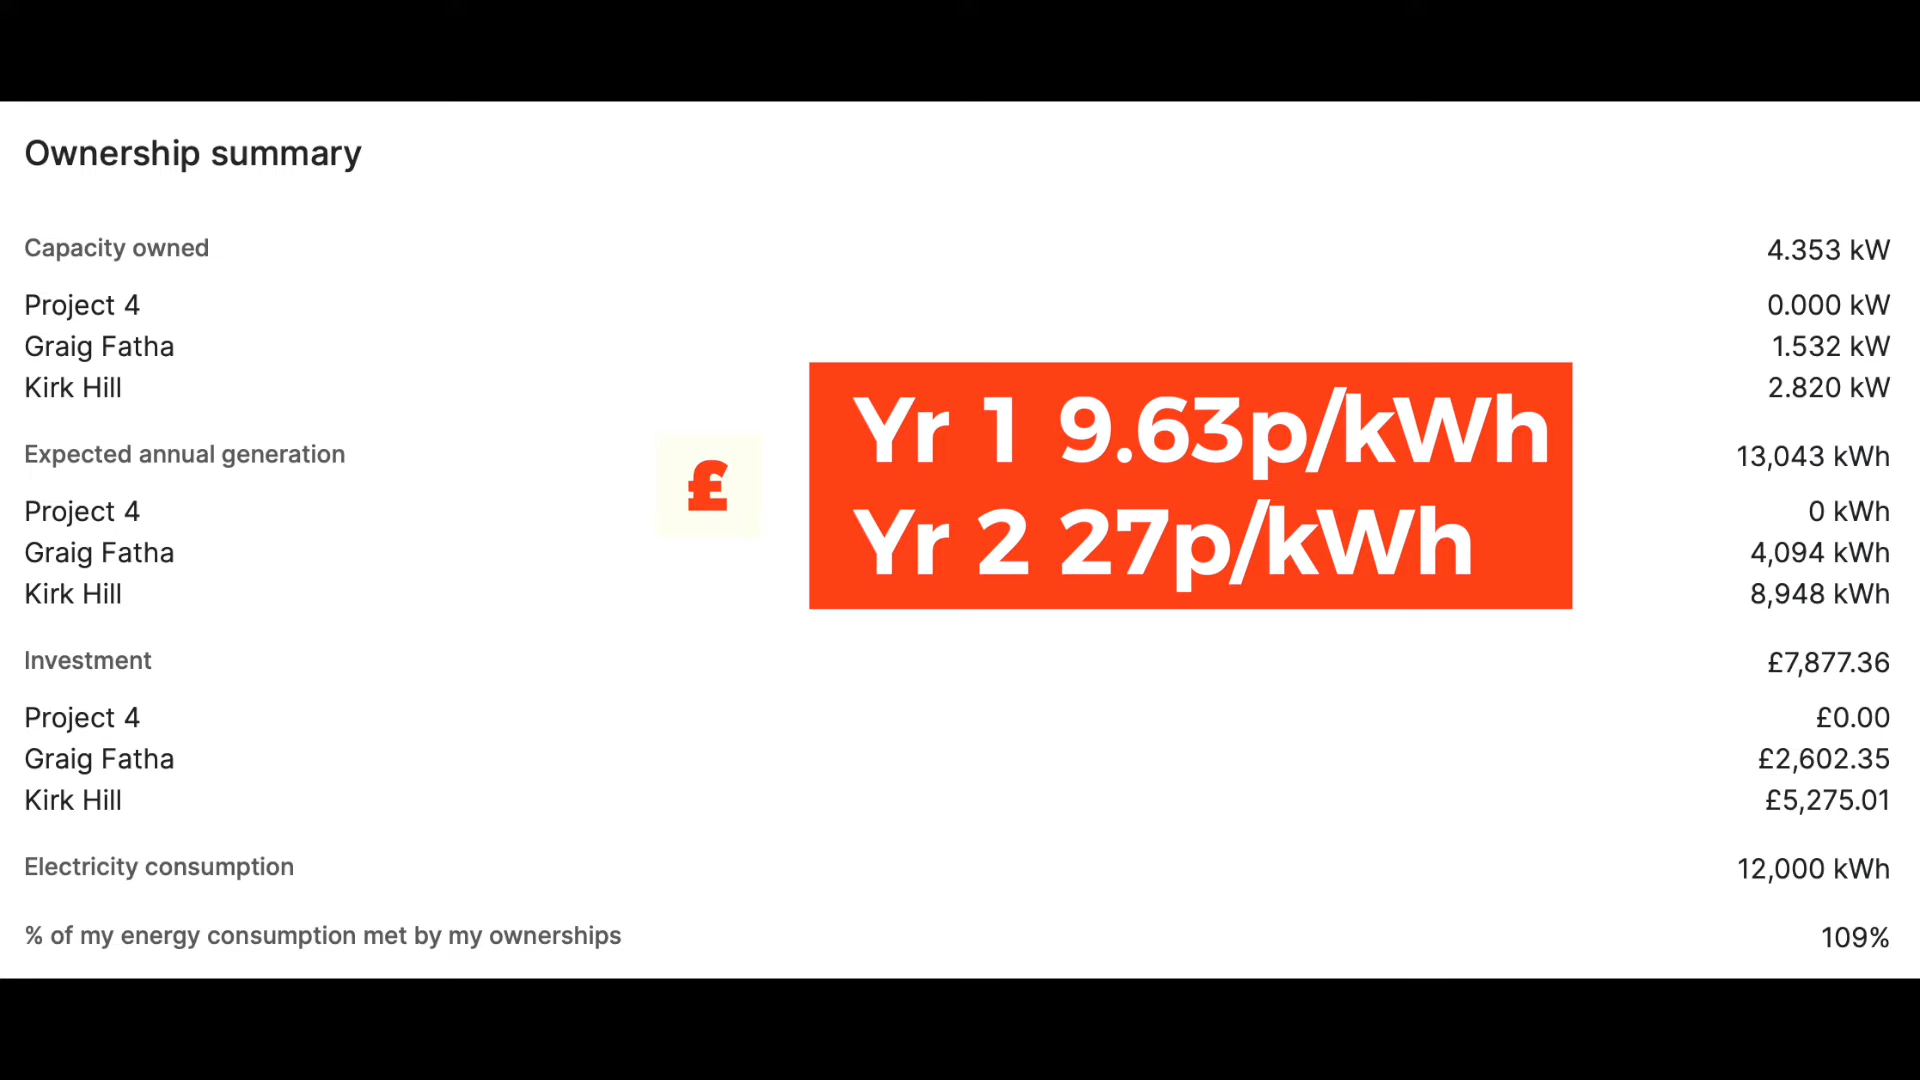 Ownership summary
Capacity owned 4.353 kW
Project 4 0.000 kW
Graig Fatha 1.532 kW
Kirk Hill 2.820 kW
Expected annual generation 13,043 kWh
Project 4 0 kWh
Graig Fatha 4,094 kWh
Kirk Hill 8,948 kWh
£
Yr 1 9.63p/kWh
Yr 2 27p/kWh
Investment £7,877.36
Project 4 £0.00
Graig Fatha £2,602.35
Kirk Hill £5,275.01
Electricity consumption 12,000 kWh
% of my energy consumption met by my ownerships 109%